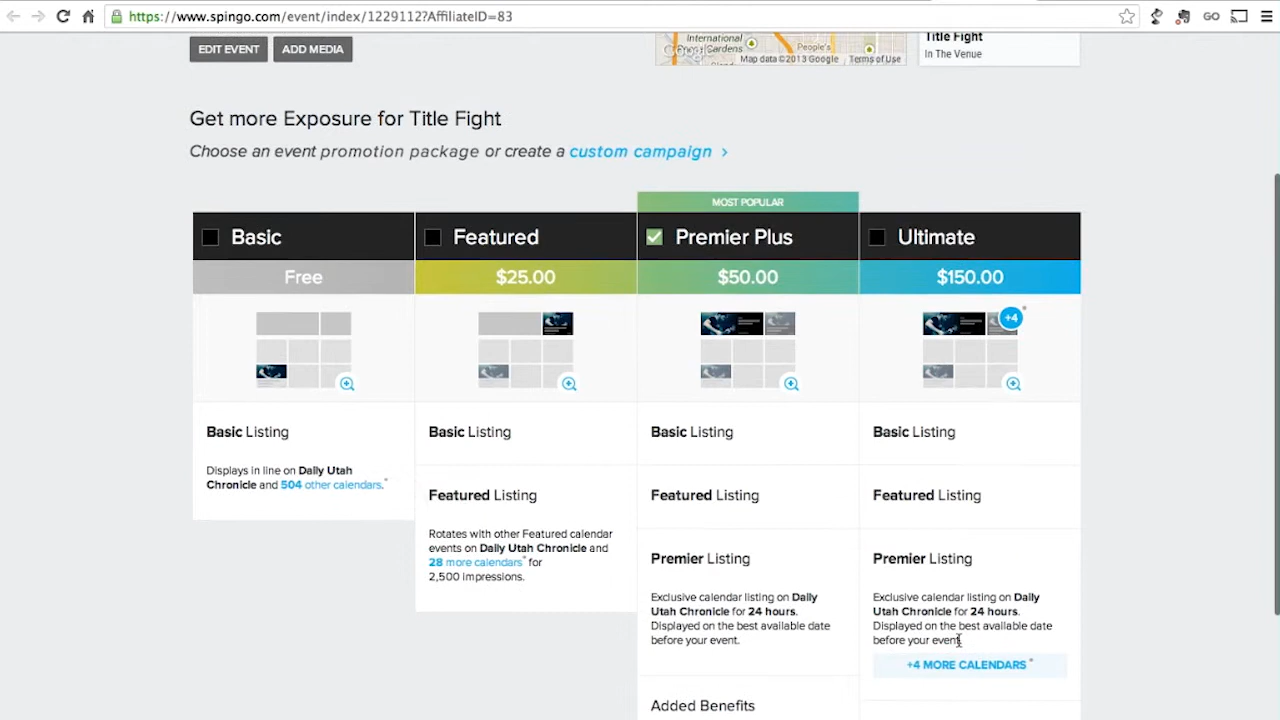 https://www.spingo.com/event/index/1229112?AffiliateID=83
GO
EDIT EVENT
ADD MEDIA
International
Gardens
People's
Google
Map data ©2013 Google
Terms of Use
Title Fight
In The Venue
Get more Exposure for Title Fight
Choose an event promotion package or create a custom campaign >
MOST POPULAR
Basic
Featured
Premier Plus
Ultimate
Free
$25.00
$50.00
$150.00
+4 *
Basic Listing
Displays in line on Daily Utah
Chronicle and 504 other calendars.*
Basic Listing
Featured Listing
Rotates with other Featured calendar
events on Daily Utah Chronicle and
28 more calendars* for
2,500 Impressions.
Basic Listing
Featured Listing
Premier Listing
Exclusive calendar listing on Daily
Utah Chronicle for 24 hours.
Displayed on the best available date
before your event.
Added Benefits
Basic Listing
Featured Listing
Premier Listing
Exclusive calendar listing on Daily
Utah Chronicle for 24 hours.
Displayed on the best available date
before your event.
+4 MORE CALENDARS *